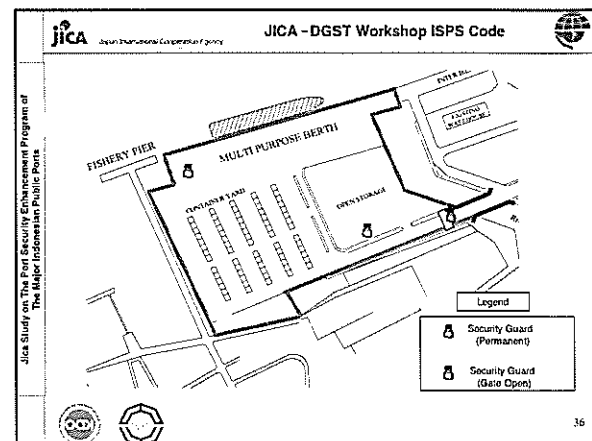 jICA Japan International Cooperation Agency
JICA - DGST Workshop ISPS Code
Jica Study on The Port Security Enhancement Program of
The Major Indonesian Public Ports
FISHERY PIER
MULTI PURPOSE BERTH
CONTAINER YARD
OPEN STORAGE
EXISTING
Legend
Security Guard
(Permanent)
Security Guard
(Gate Open)
36